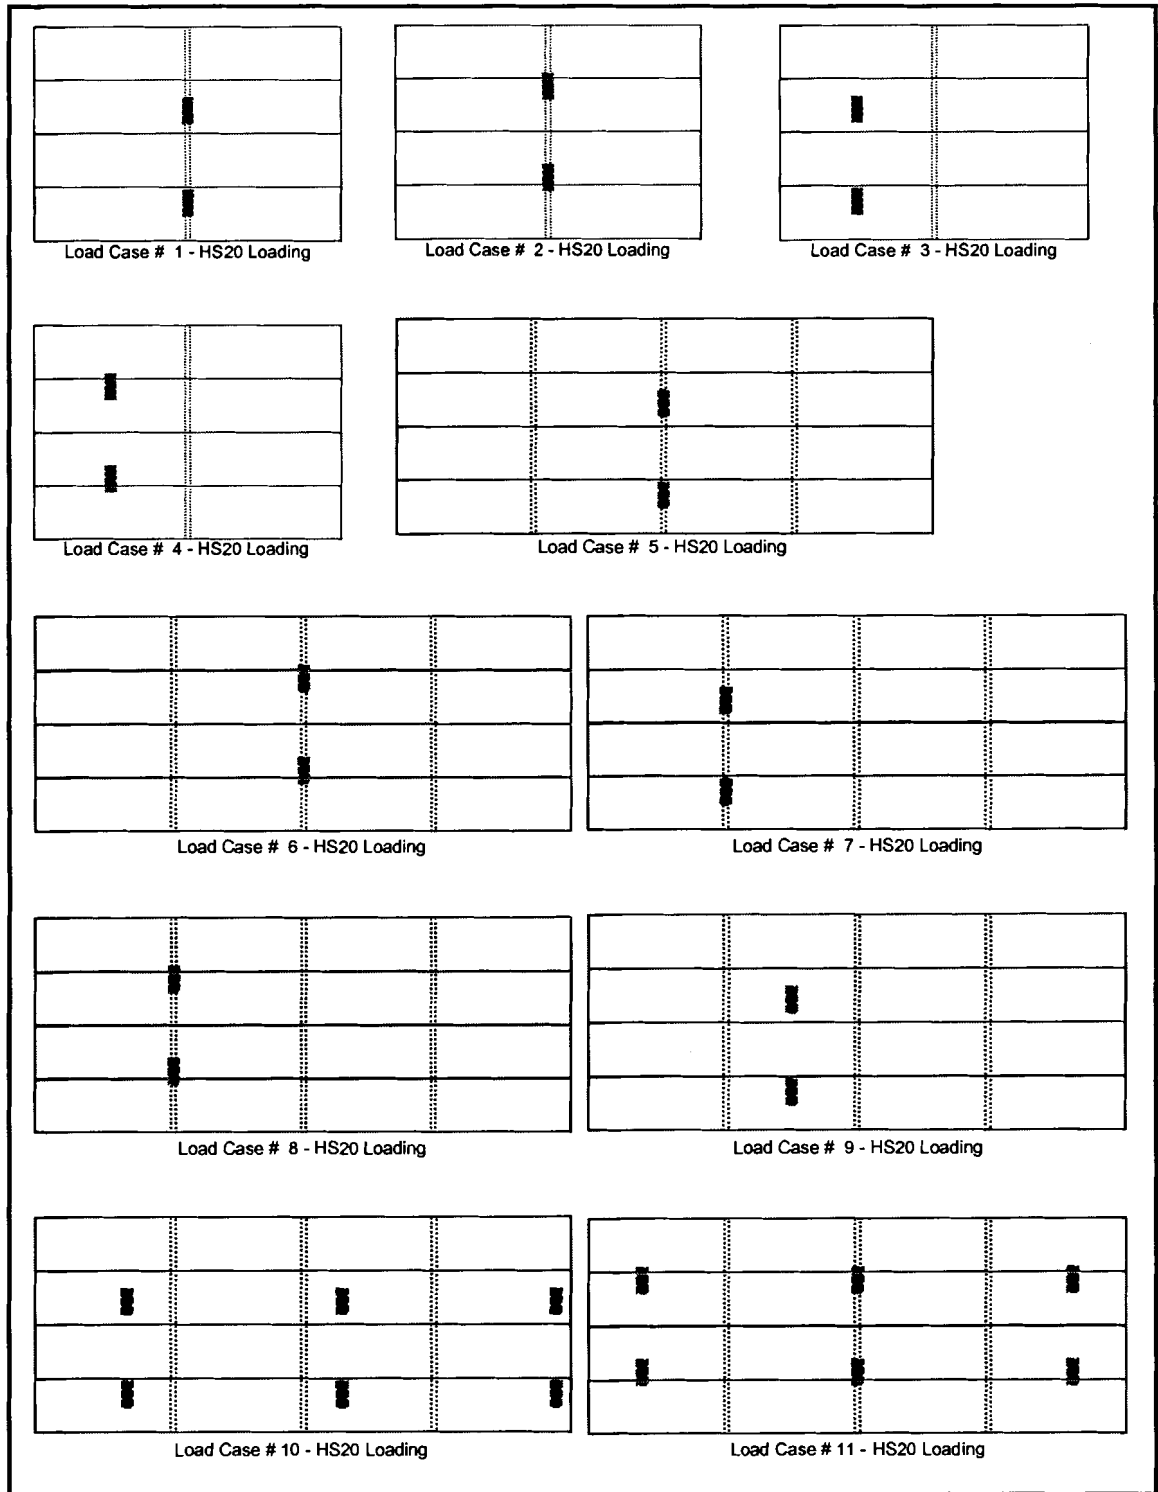 Load Case # 1 - HS20 Loading
Load Case # 2 - HS20 Loading
Load Case # 3 - HS20 Loading
Load Case # 4 - HS20 Loading
Load Case # 5 - HS20 Loading
Load Case # 6 - HS20 Loading
Load Case # 7 - HS20 Loading
Load Case # 8 - HS20 Loading
Load Case # 9 - HS20 Loading
Load Case # 10 - HS20 Loading
Load Case # 11 - HS20 Loading